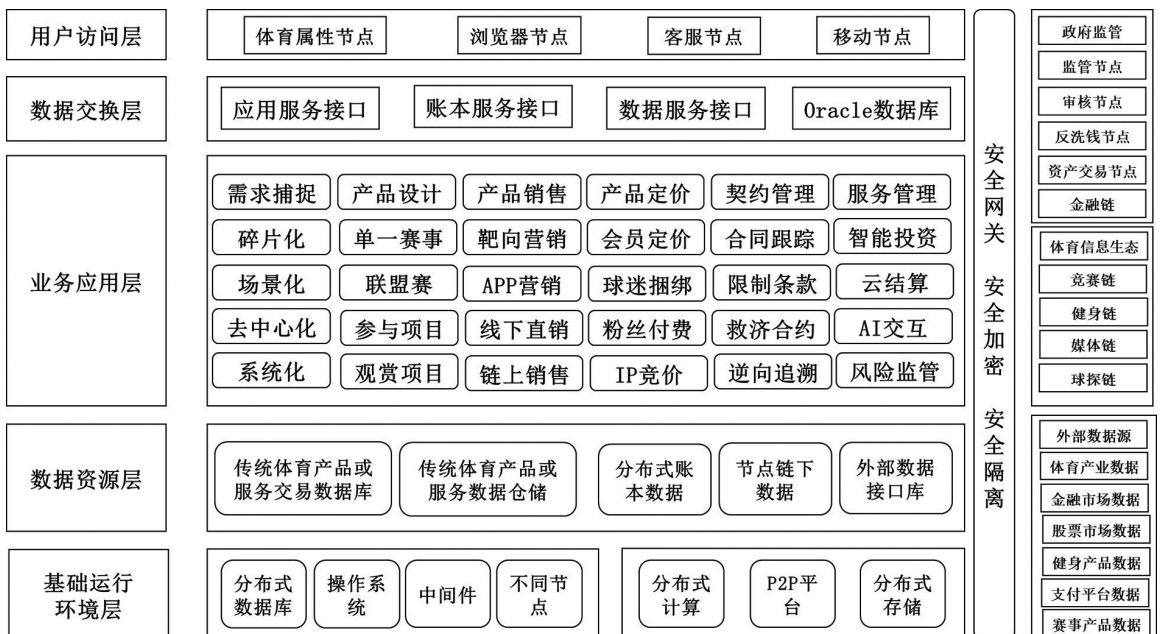 用户访问层
体育属性节点 浏览器节点 客服节点 移动节点
数据交换层
应用服务接口 账本服务接口 数据服务接口 Oracle数据库
业务应用层
需求捕捉 产品设计 产品销售 产品定价 契约管理 服务管理
碎片化 单一赛事 靶向营销 会员定价 合同跟踪 智能投资
场景化 联盟赛 APP营销 球迷捆绑 限制条款 云结算
去中心化 参与项目 线下直销 粉丝付费 救济合约 AI交互
系统化 观赏项目 链上销售 IP竞价 逆向追溯 风险监管
数据资源层
传统体育产品或
服务交易数据库
传统体育产品或
服务数据仓储
分布式账
本数据
节点链下
数据
外部数据
接口库
基础运行
环境层
分布式
数据库
操作系
统
中间件
不同节
点
分布式
计算
P2P平
台
分布式
存储
安全网关 安全加密 安全隔离
政府监管
监管节点
审核节点
反洗钱节点
资产交易节点
金融链
体育信息生态
竞赛链
健身链
媒体链
球探链
外部数据源
体育产业数据
金融市场数据
股票市场数据
健身产品数据
支付平台数据
赛事产品数据